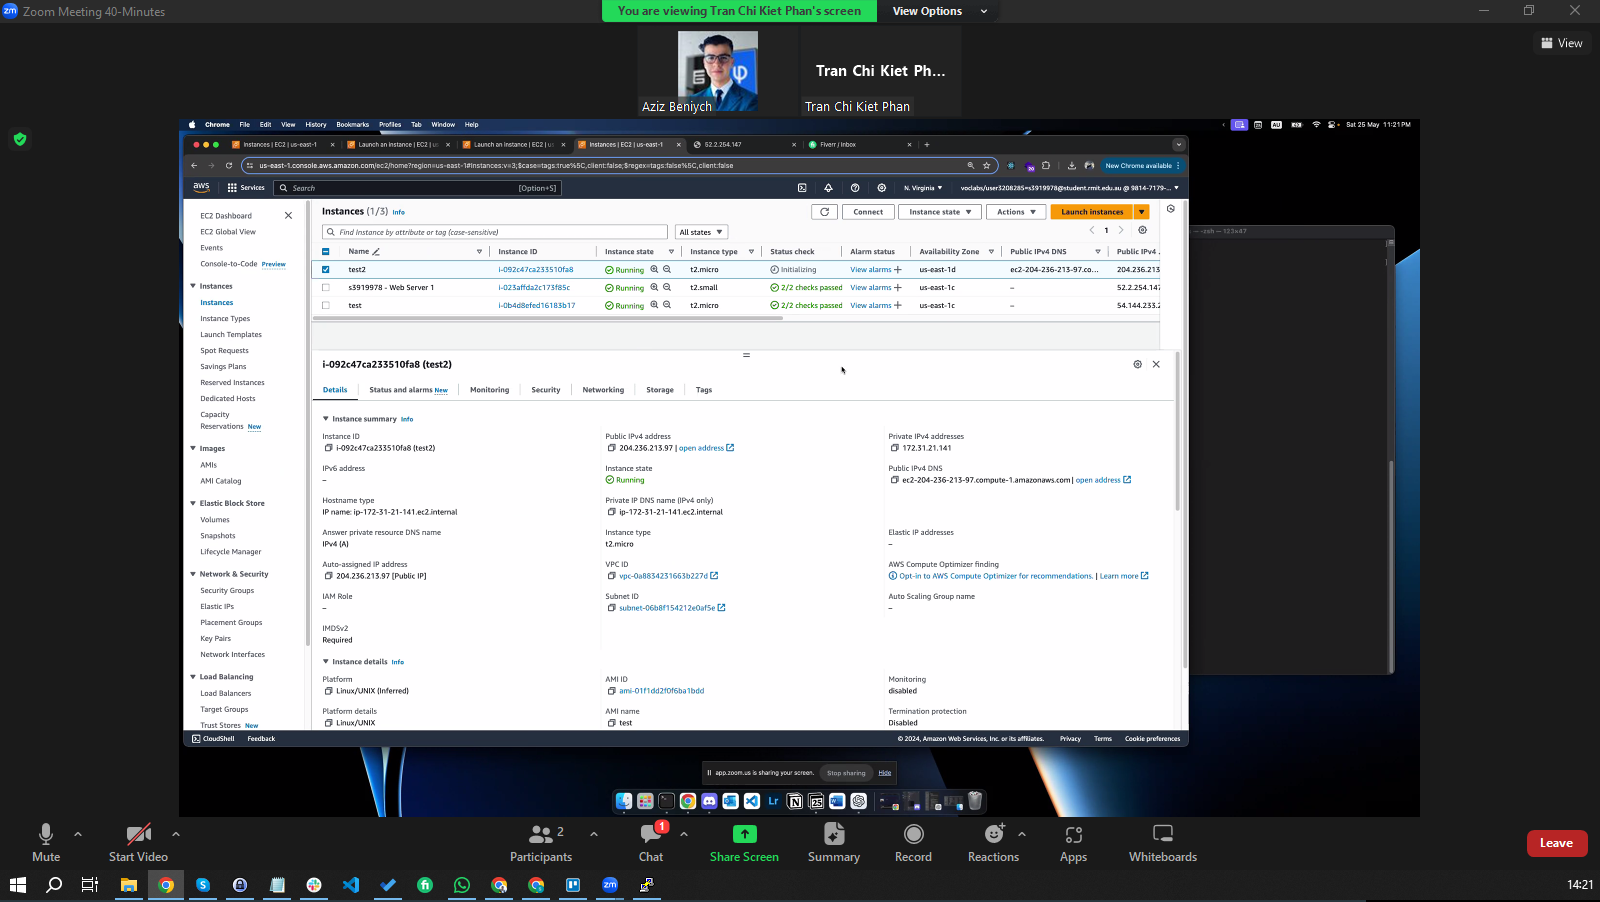 Zoom Meeting 40-Minutes
You are viewing Tran Chi Kiet Phan's screen
View Options
View
Aziz Beniych
Tran Chi Kiet Ph...
Tran Chi Kiet Phan
Chrome File Edit View History Bookmarks Profiles Tab Window Help
AU
Sat 25 May 11:21 PM
Instances | EC2 | us-east-1
Launch an instance | EC2 | us-
Launch an instance | EC2 | us-
Instances | EC2 | us-east-1
52.2.254.147
Fiverr / Inbox
us-east-1.console.aws.amazon.com/ec2/home?region=us-east-1#Instances:v=3;$case=tags:true%5C,client:false;$regex=tags:false%5C,client:false
New Chrome available
aws
Services
Search
[Option+S]
N. Virginia
voclabs/user3208285=s3919978@student.rmit.edu.au @ 9814-7179-...
EC2 Dashboard
EC2 Global View
Events
Console-to-Code Preview
Instances
Instances
Instance Types
Launch Templates
Spot Requests
Savings Plans
Reserved Instances
Dedicated Hosts
Capacity
Reservations New
Images
AMIs
AMI Catalog
Elastic Block Store
Volumes
Snapshots
Lifecycle Manager
Network & Security
Security Groups
Elastic IPs
Placement Groups
Key Pairs
Network Interfaces
Load Balancing
Load Balancers
Target Groups
Trust Stores New
Instances (1/3) Info
Connect
Instance state
Actions
Launch instances
Find Instance by attribute or tag (case-sensitive)
All states
1
Name Instance ID Instance state Instance type Status check Alarm status Availability Zone Public IPv4 DNS Public IPv4
test2 i-092c47ca233510fa8 Running t2.micro Initializing View alarms + us-east-1d ec2-204-236-213-97.co... 204.236.213
s3919978 - Web Server 1 i-023affda2c173f85c Running t2.small 2/2 checks passed View alarms + us-east-1c – 52.2.254.147
test i-0b4d8efed16183b17 Running t2.micro 2/2 checks passed View alarms + us-east-1c – 54.144.233.2
i-092c47ca233510fa8 (test2)
Details Status and alarms New Monitoring Security Networking Storage Tags
Instance summary Info
Instance ID
i-092c47ca233510fa8 (test2)
Public IPv4 address
204.236.213.97 | open address
Private IPv4 addresses
172.31.21.141
IPv6 address
–
Instance state
Running
Public IPv4 DNS
ec2-204-236-213-97.compute-1.amazonaws.com | open address
Hostname type
IP name: ip-172-31-21-141.ec2.internal
Private IP DNS name (IPv4 only)
ip-172-31-21-141.ec2.internal
Answer private resource DNS name
IPv4 (A)
Instance type
t2.micro
Elastic IP addresses
–
Auto-assigned IP address
204.236.213.97 [Public IP]
VPC ID
vpc-0a8834231663b227d
AWS Compute Optimizer finding
Opt-in to AWS Compute Optimizer for recommendations. | Learn more
IAM Role
–
Subnet ID
subnet-06b8f154212e0af5e
Auto Scaling Group name
–
IMDSv2
Required
Instance details Info
Platform
Linux/UNIX (Inferred)
AMI ID
ami-01f1dd2f0f6ba1bdd
Monitoring
disabled
Platform details
Linux/UNIX
AMI name
test
Termination protection
Disabled
CloudShell Feedback
© 2024, Amazon Web Services, Inc. or its affiliates. Privacy Terms Cookie preferences
-zsh — 123×47
app.zoom.us is sharing your screen. Stop sharing Hide
Lr
25
Mute
Start Video
2
Participants
1
Chat
Share Screen
Summary
Record
Reactions
Apps
Whiteboards
Leave
14:21